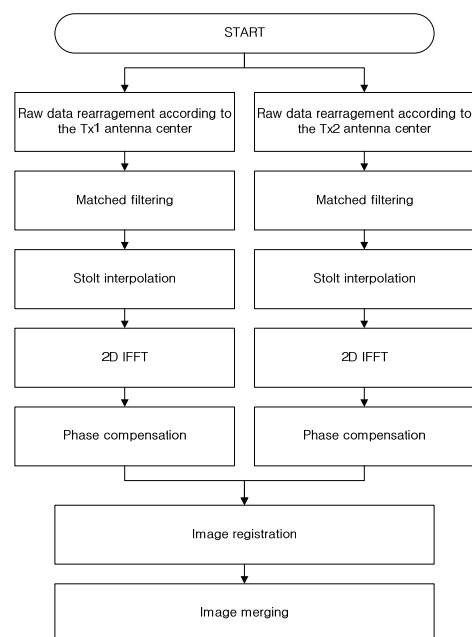 START
Raw data rearragement according to
the Tx1 antenna center
Raw data rearragement according to
the Tx2 antenna center
Matched filtering
Matched filtering
Stolt interpolation
Stolt interpolation
2D IFFT
2D IFFT
Phase compensation
Phase compensation
Image registration
Image merging